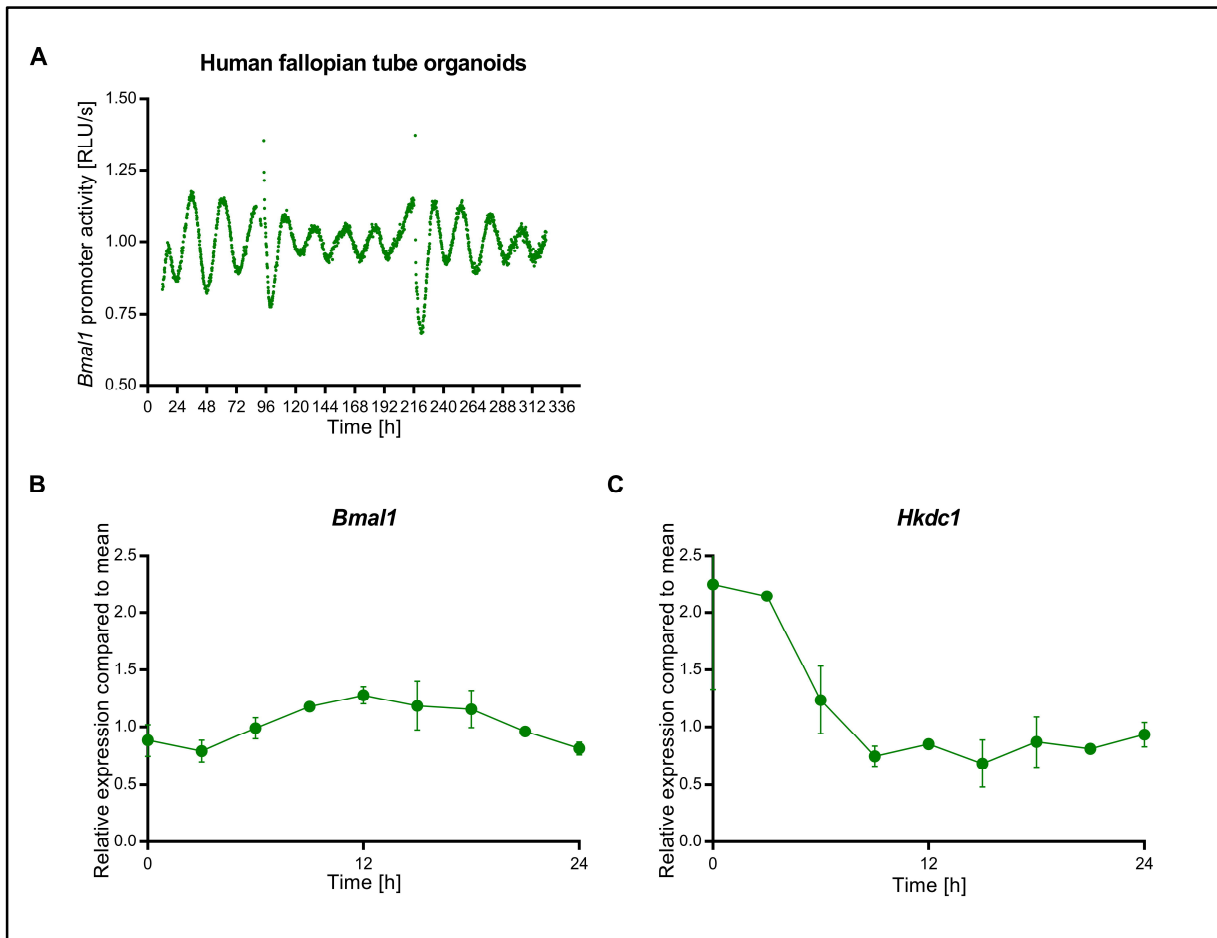 A
Human fallopian tube organoids
Bmal1 promoter activity [RLU/s]
1.50
1.25
1.00
0.75
0.50
0 24 48 72 96 120 144 168 192 216 240 264 288 312 336
Time [h]
B
Bmal1
Relative expression compared to mean
2.5
2.0
1.5
1.0
0.5
0.0
0 12 24
Time [h]
C
Hkdc1
Relative expression compared to mean
2.5
2.0
1.5
1.0
0.5
0.0
0 12 24
Time [h]